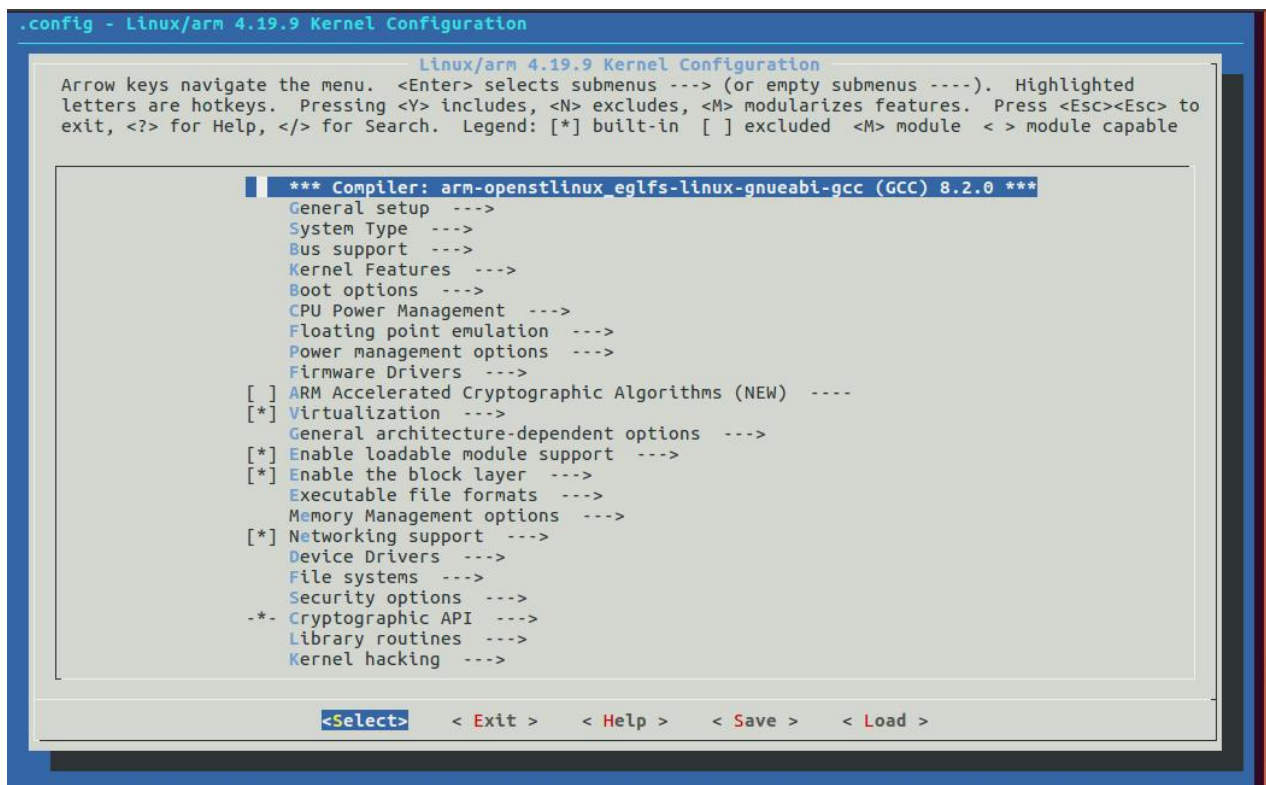 .config - Linux/arm 4.19.9 Kernel Configuration
Linux/arm 4.19.9 Kernel Configuration
Arrow keys navigate the menu.  <Enter> selects submenus ---> (or empty submenus ----).  Highlighted
letters are hotkeys.  Pressing <Y> includes, <N> excludes, <M> modularizes features.  Press <Esc><Esc> to
exit, <?> for Help, </> for Search.  Legend: [*] built-in  [ ] excluded  <M> module  < > module capable
*** Compiler: arm-openstlinux_eglfs-linux-gnueabi-gcc (GCC) 8.2.0 ***
General setup  --->
System Type  --->
Bus support  --->
Kernel Features  --->
Boot options  --->
CPU Power Management  --->
Floating point emulation  --->
Power management options  --->
Firmware Drivers  --->
[ ] ARM Accelerated Cryptographic Algorithms (NEW)  ----
[*] Virtualization  --->
General architecture-dependent options  --->
[*] Enable loadable module support  --->
[*] Enable the block layer  --->
Executable file formats  --->
Memory Management options  --->
[*] Networking support  --->
Device Drivers  --->
File systems  --->
Security options  --->
-*- Cryptographic API  --->
Library routines  --->
Kernel hacking  --->
<Select>    < Exit >    < Help >    < Save >    < Load >